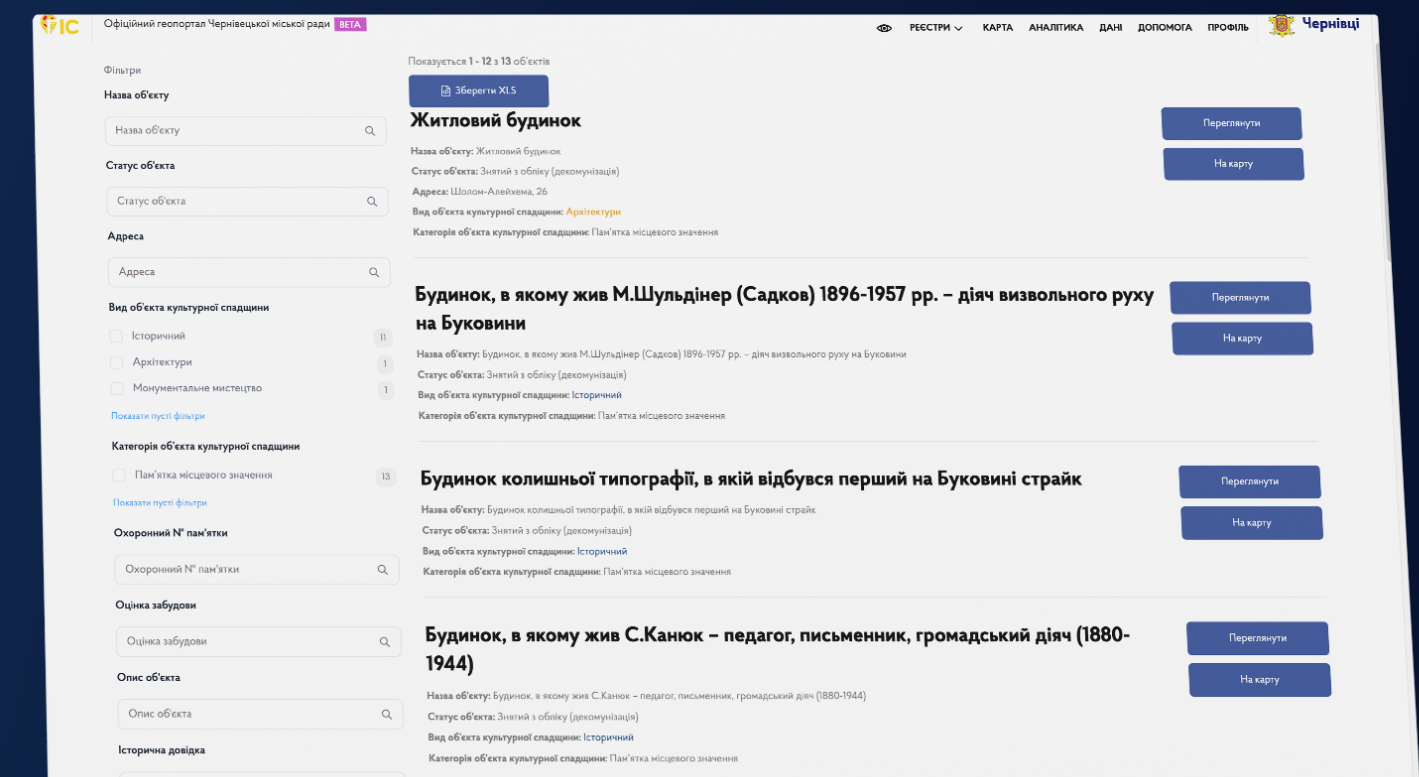 ГІС
Офіційний геопортал Чернівецької міської ради BETA
РЕЄСТРИ КАРТА АНАЛІТИКА ДАНІ ДОПОМОГА ПРОФІЛЬ
Чернівці
Фільтри
Назва об'єкту
Назва об'єкту
Статус об'єкта
Статус об'єкта
Адреса
Адреса
Вид об'єкта культурної спадщини
Історичний 11
Архітектури 1
Монументальне мистецтво 1
Показати пусті фільтри
Категорія об'єкта культурної спадщини
Пам'ятка місцевого значення 13
Показати пусті фільтри
Охоронний N° пам'ятки
Охоронний N° пам'ятки
Оцінка забудови
Оцінка забудови
Опис об'єкта
Опис об'єкта
Історична довідка
Показується 1 - 12 з 13 об'єктів
Зберегти XLS
Житловий будинок
Назва об'єкту: Житловий будинок
Статус об'єкта: Знятий з обліку (декомунізація)
Адреса: Шолом-Алейхема, 26
Вид об'єкта культурної спадщини: Архітектури
Категорія об'єкта культурної спадщини: Пам'ятка місцевого значення
Переглянути
На карту
Будинок, в якому жив М.Шульдінер (Садков) 1896-1957 рр. – діяч визвольного руху
на Буковини
Назва об'єкту: Будинок, в якому жив М.Шульдінер (Садков) 1896-1957 рр. – діяч визвольного руху на Буковини
Статус об'єкта: Знятий з обліку (декомунізація)
Вид об'єкта культурної спадщини: Історичний
Категорія об'єкта культурної спадщини: Пам'ятка місцевого значення
Переглянути
На карту
Будинок колишньої типографії, в якій відбувся перший на Буковині страйк
Назва об'єкту: Будинок колишньої типографії, в якій відбувся перший на Буковині страйк
Статус об'єкта: Знятий з обліку (декомунізація)
Вид об'єкта культурної спадщини: Історичний
Категорія об'єкта культурної спадщини: Пам'ятка місцевого значення
Переглянути
На карту
Будинок, в якому жив С.Канюк – педагог, письменник, громадський діяч (1880-
1944)
Назва об'єкту: Будинок, в якому жив С.Канюк – педагог, письменник, громадський діяч (1880-1944)
Статус об'єкта: Знятий з обліку (декомунізація)
Вид об'єкта культурної спадщини: Історичний
Категорія об'єкта культурної спадщини: Пам'ятка місцевого значення
Переглянути
На карту